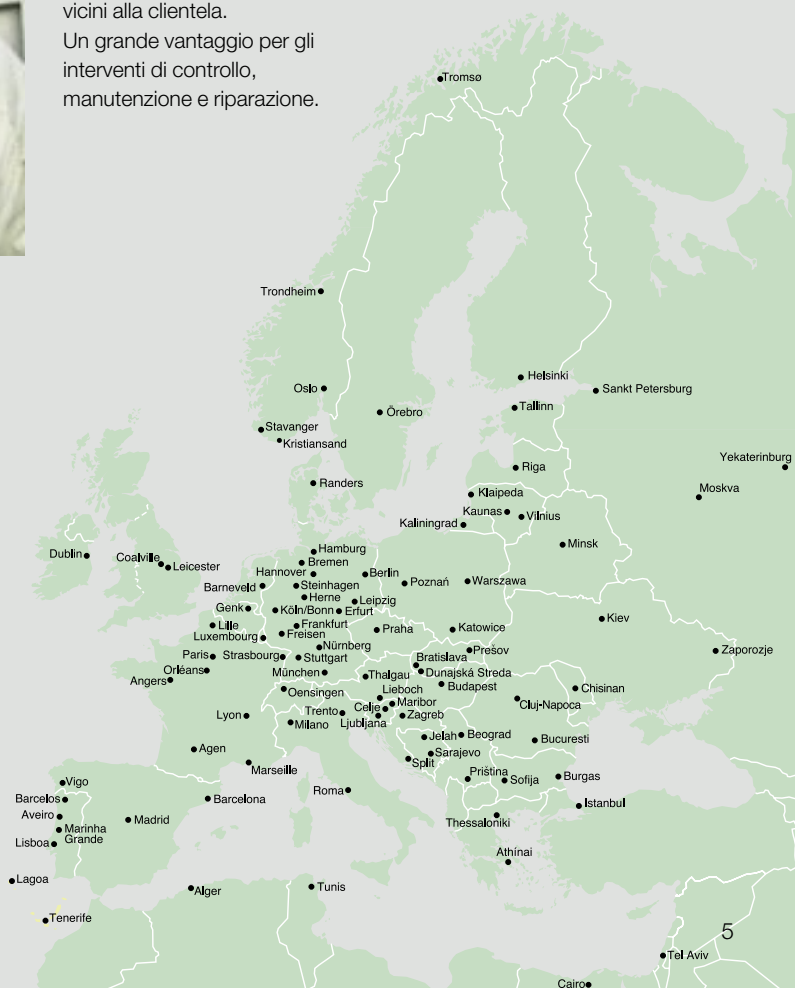 vicini alla clientela.
Un grande vantaggio per gli
interventi di controllo,
manutenzione e riparazione.
Tromsø
Trondheim
Oslo
Helsinki
Sankt Petersburg
Örebro
Tallinn
Stavanger
Kristiansand
Yekaterinburg
Riga
Randers
Moskva
Klaipeda
Kaunas
Vilnius
Kaliningrad
Minsk
Dublin
Coalville
Leicester
Hamburg
Bremen
Hannover
Berlin
Steinhagen
Poznań
Warszawa
Barneveld
Herne
Leipzig
Genk
Köln/Bonn
Erfurt
Kiev
Lille
Frankfurt
Praha
Katowice
Luxembourg
Freisen
Nürnberg
Prešov
Zaporozje
Paris
Strasbourg
Stuttgart
Bratislava
Orléans
München
Thalgau
Dunajská Streda
Angers
Budapest
Oensingen
Lieboch
Chisinan
Maribor
Cluj-Napoca
Lyon
Trento
Celje
Zagreb
Milano
Ljubljana
Jelah
Beograd
Bucuresti
Agen
Sarajevo
Marseille
Split
Priština
Sofija
Burgas
Vigo
Roma
Barcelos
Barcelona
Istanbul
Aveiro
Madrid
Thessaloniki
Marinha
Grande
Lisboa
Athínai
Lagoa
Alger
Tunis
Tenerife
5
Tel Aviv
Cairo